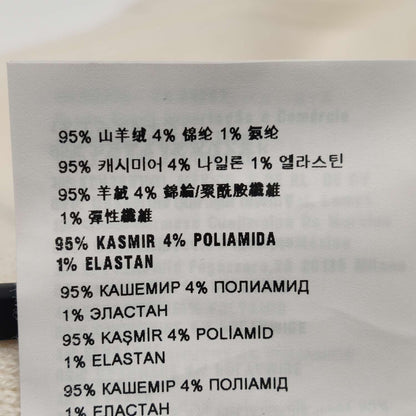 95% 山羊绒 4% 锦纶 1% 氨纶
95% 캐시미어 4% 나일론 1% 엘라스틴
95% 羊絨 4% 錦綸/聚酰胺纖維
1% 彈性纖維
95% KASMIR 4% POLIAMIDA
1% ELASTAN
95% КАШЕМИР 4% ПОЛИАМИД
1% ЭЛАСТАН
95% KAŞMİR 4% POLİAMİD
1% ELASTAN
95% КАШЕМІР 4% ПОЛІАМІД
1% ЕЛАСТАН